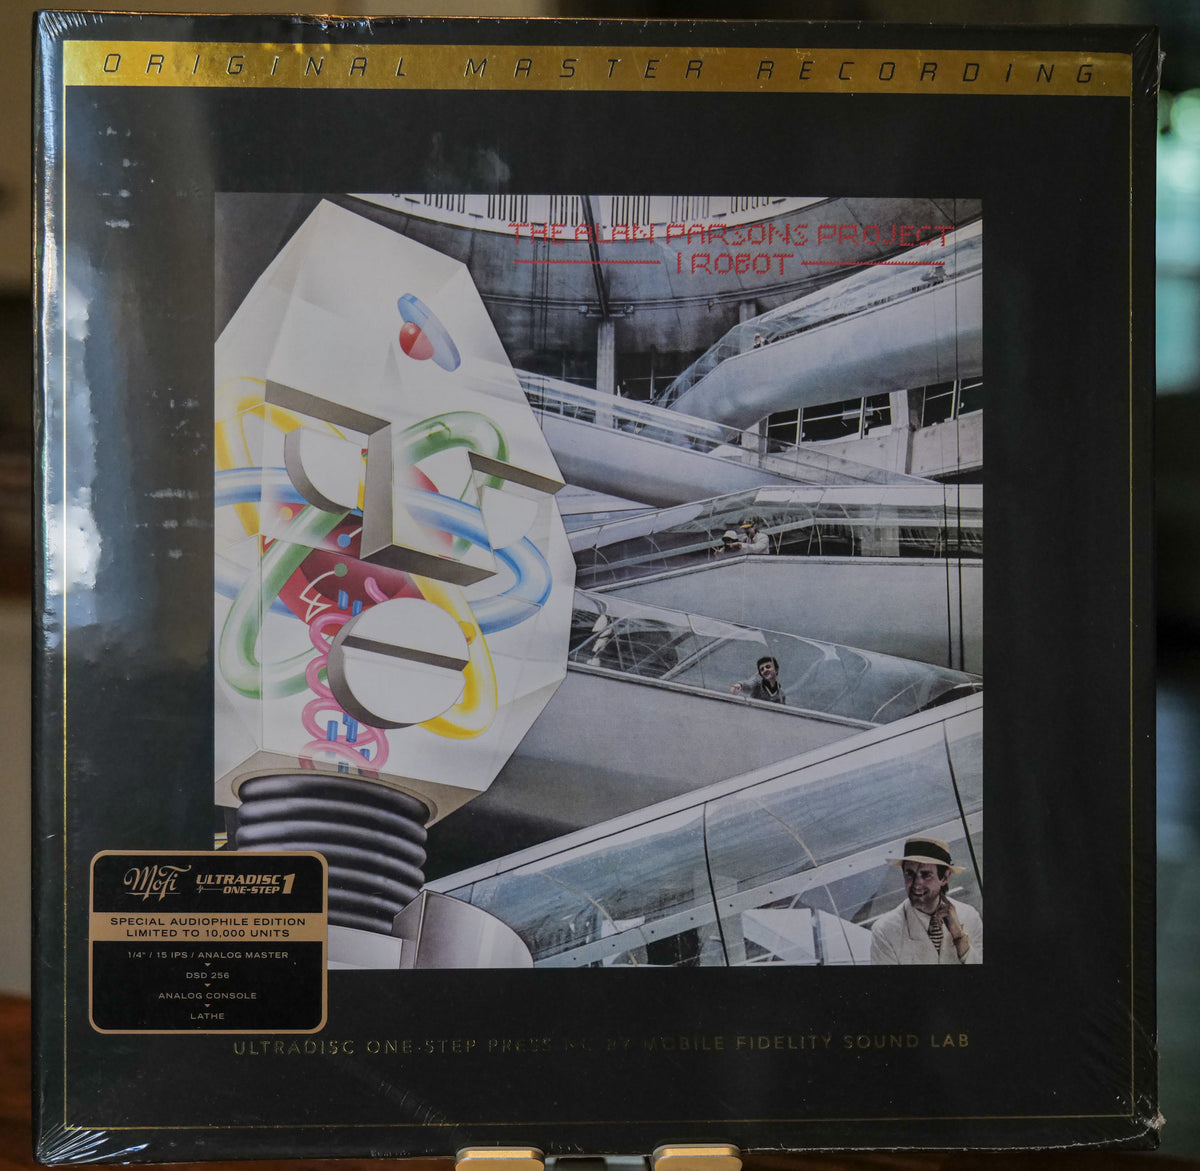 ORIGINAL MASTER RECORDING
THE ALAN PARSONS PROJECT
I ROBOT
MoFi ULTRADISC ONE-STEP 1
SPECIAL AUDIOPHILE EDITION
LIMITED TO 10,000 UNITS
1/4" / 15 IPS / ANALOG MASTER
DSD 256
ANALOG CONSOLE
LATHE
ULTRADISC ONE-STEP PRESSING BY MOBILE FIDELITY SOUND LAB